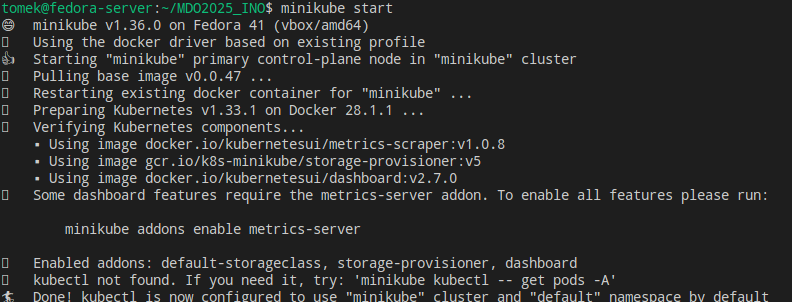 tomek@fedora-server:~/MDO2025_INO$ minikube start
😄 minikube v1.36.0 on Fedora 41 (vbox/amd64)
Using the docker driver based on existing profile
👍 Starting "minikube" primary control-plane node in "minikube" cluster
Pulling base image v0.0.47 ...
Restarting existing docker container for "minikube" ...
Preparing Kubernetes v1.33.1 on Docker 28.1.1 ...
Verifying Kubernetes components...
▪ Using image docker.io/kubernetesui/metrics-scraper:v1.0.8
▪ Using image gcr.io/k8s-minikube/storage-provisioner:v5
▪ Using image docker.io/kubernetesui/dashboard:v2.7.0
Some dashboard features require the metrics-server addon. To enable all features please run:
minikube addons enable metrics-server
Enabled addons: default-storageclass, storage-provisioner, dashboard
kubectl not found. If you need it, try: 'minikube kubectl -- get pods -A'
🏄 Done! kubectl is now configured to use "minikube" cluster and "default" namespace by default